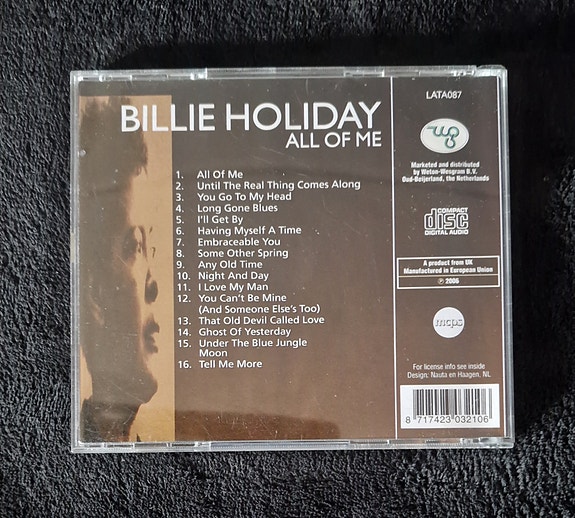 BILLIE HOLIDAY
ALL OF ME
1. All Of Me
2. Until The Real Thing Comes Along
3. You Go To My Head
4. Long Gone Blues
5. I'll Get By
6. Having Myself A Time
7. Embraceable You
8. Some Other Spring
9. Any Old Time
10. Night And Day
11. I Love My Man
12. You Can't Be Mine
(And Someone Else's Too)
13. That Old Devil Called Love
14. Ghost Of Yesterday
15. Under The Blue Jungle
Moon
16. Tell Me More
LATA087
Marketed and distributed
by Weton-Wesgram B.V.
Oud-Beijerland, the Netherlands
COMPACT
disc
DIGITAL AUDIO
A product from UK
Manufactured in European Union
℗ 2006
mcps
For license info see inside
Design: Nauta en Haagen, NL
8 717423 032106